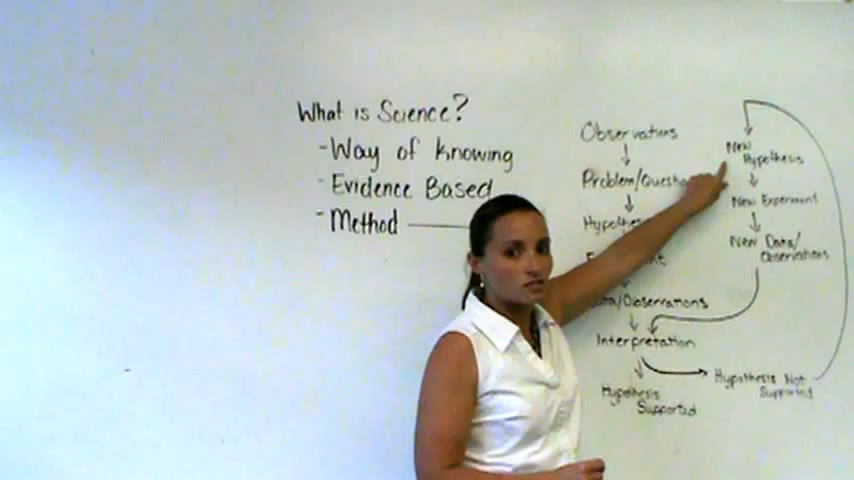 What is Science?
- Way of Knowing
- Evidence Based
- Method
Observations
Problem/Question
Hypothesis
Data/Observations
Interpretation
Hypothesis
Supported
Hypothesis Not
Supported
New
Hypothesis
New Experiment
New Data/
Observations